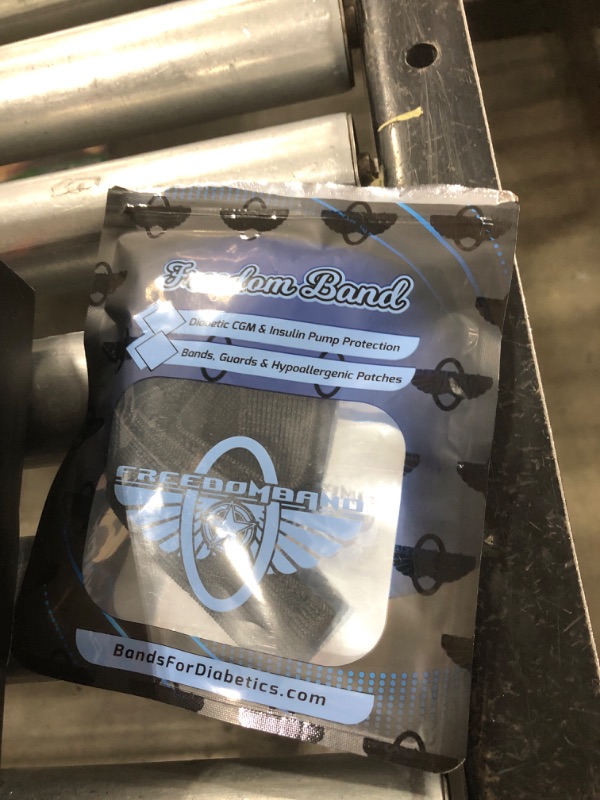 Freedom Band
Diabetic CGM & Insulin Pump Protection
Bands, Guards & Hypoallergenic Patches
FREEDOMBAND
BandsForDiabetics.com